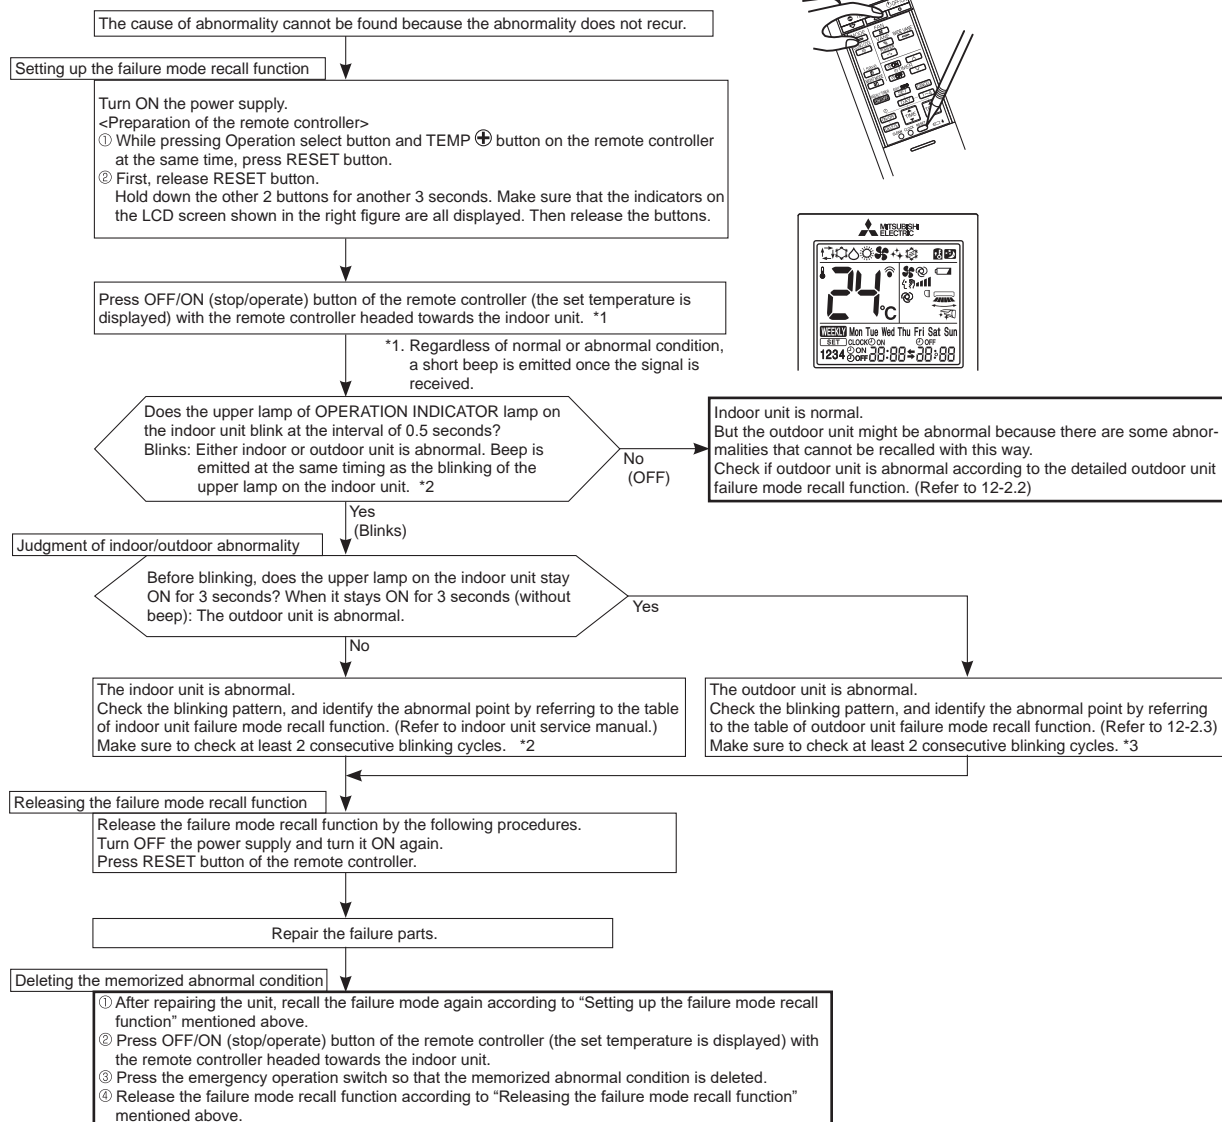 The cause of abnormality cannot be found because the abnormality does not recur.
Setting up the failure mode recall function
Turn ON the power supply.
<Preparation of the remote controller>
① While pressing Operation select button and TEMP ⊕ button on the remote controller
at the same time, press RESET button.
② First, release RESET button.
Hold down the other 2 buttons for another 3 seconds. Make sure that the indicators on
the LCD screen shown in the right figure are all displayed. Then release the buttons.
MITSUBISHI
ELECTRIC
24°C
WEEKLY Mon Tue Wed Thu Fri Sat Sun
SET CLOCK ON OFF
1234 ON OFF 28:88 28:88
Press OFF/ON (stop/operate) button of the remote controller (the set temperature is
displayed) with the remote controller headed towards the indoor unit. *1
*1. Regardless of normal or abnormal condition,
a short beep is emitted once the signal is
received.
Does the upper lamp of OPERATION INDICATOR lamp on
the indoor unit blink at the interval of 0.5 seconds?
Blinks: Either indoor or outdoor unit is abnormal. Beep is
emitted at the same timing as the blinking of the
upper lamp on the indoor unit. *2
No
(OFF)
Indoor unit is normal.
But the outdoor unit might be abnormal because there are some abnor-
malities that cannot be recalled with this way.
Check if outdoor unit is abnormal according to the detailed outdoor unit
failure mode recall function. (Refer to 12-2.2)
Yes
(Blinks)
Judgment of indoor/outdoor abnormality
Before blinking, does the upper lamp on the indoor unit stay
ON for 3 seconds? When it stays ON for 3 seconds (without
beep): The outdoor unit is abnormal.
Yes
No
The indoor unit is abnormal.
Check the blinking pattern, and identify the abnormal point by referring to the table
of indoor unit failure mode recall function. (Refer to indoor unit service manual.)
Make sure to check at least 2 consecutive blinking cycles. *2
The outdoor unit is abnormal.
Check the blinking pattern, and identify the abnormal point by referring
to the table of outdoor unit failure mode recall function. (Refer to 12-2.3)
Make sure to check at least 2 consecutive blinking cycles. *3
Releasing the failure mode recall function
Release the failure mode recall function by the following procedures.
Turn OFF the power supply and turn it ON again.
Press RESET button of the remote controller.
Repair the failure parts.
Deleting the memorized abnormal condition
① After repairing the unit, recall the failure mode again according to “Setting up the failure mode recall
function” mentioned above.
② Press OFF/ON (stop/operate) button of the remote controller (the set temperature is displayed) with
the remote controller headed towards the indoor unit.
③ Press the emergency operation switch so that the memorized abnormal condition is deleted.
④ Release the failure mode recall function according to “Releasing the failure mode recall function”
mentioned above.